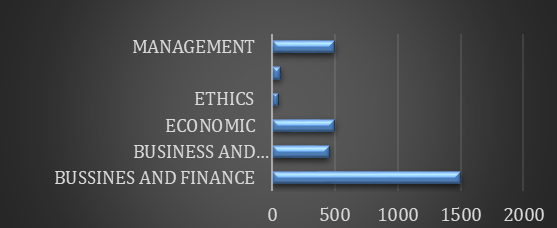 MANAGEMENT
ETHICS
ECONOMIC
BUSINESS AND...
BUSSINES AND FINANCE
0 500 1000 1500 2000